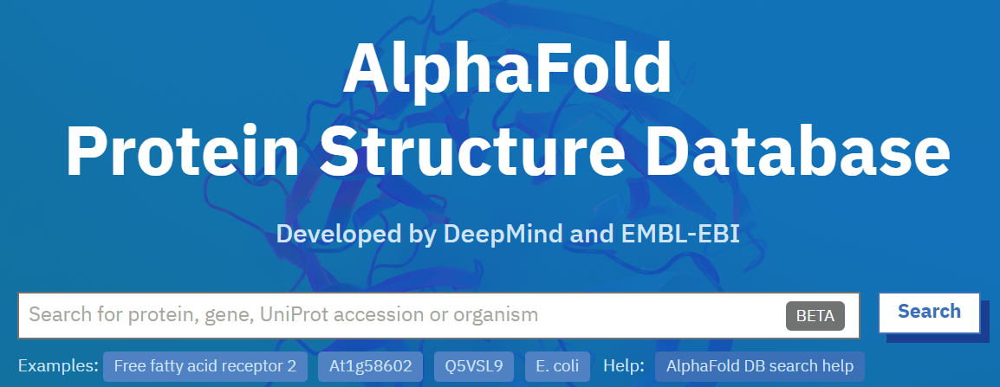 AlphaFold
Protein Structure Database
Developed by DeepMind and EMBL-EBI
Search for protein, gene, UniProt accession or organism BETA Search
Examples: Free fatty acid receptor 2 At1g58602 Q5VSL9 E. coli Help: AlphaFold DB search help